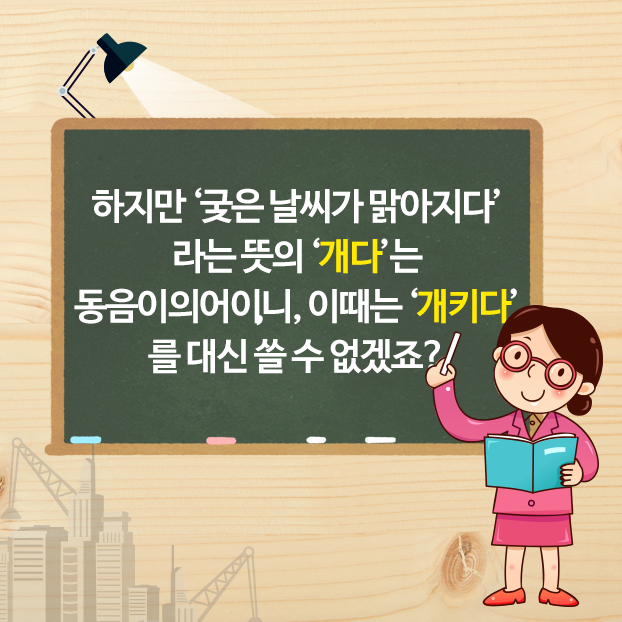 하지만 ‘궂은 날씨가 맑아지다’
라는 뜻의 ‘개다’는
동음이의어이니, 이때는 ‘개키다’
를 대신 쓸 수 없겠죠?